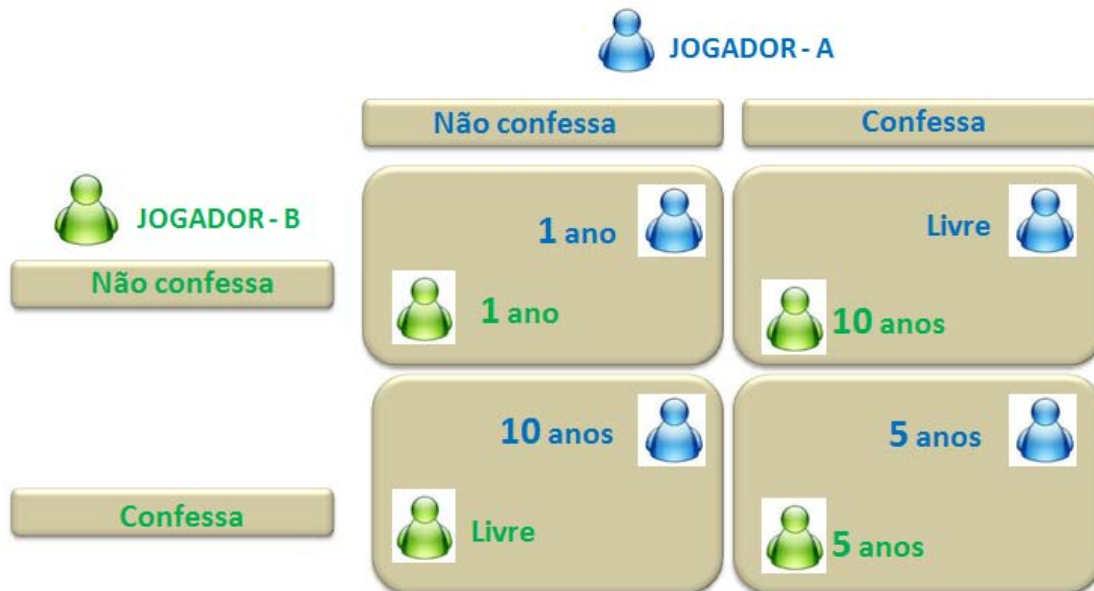 JOGADOR - A
Não confessa
Confessa
JOGADOR - B
Não confessa
1 ano
1 ano
Livre
10 anos
Confessa
10 anos
Livre
5 anos
5 anos